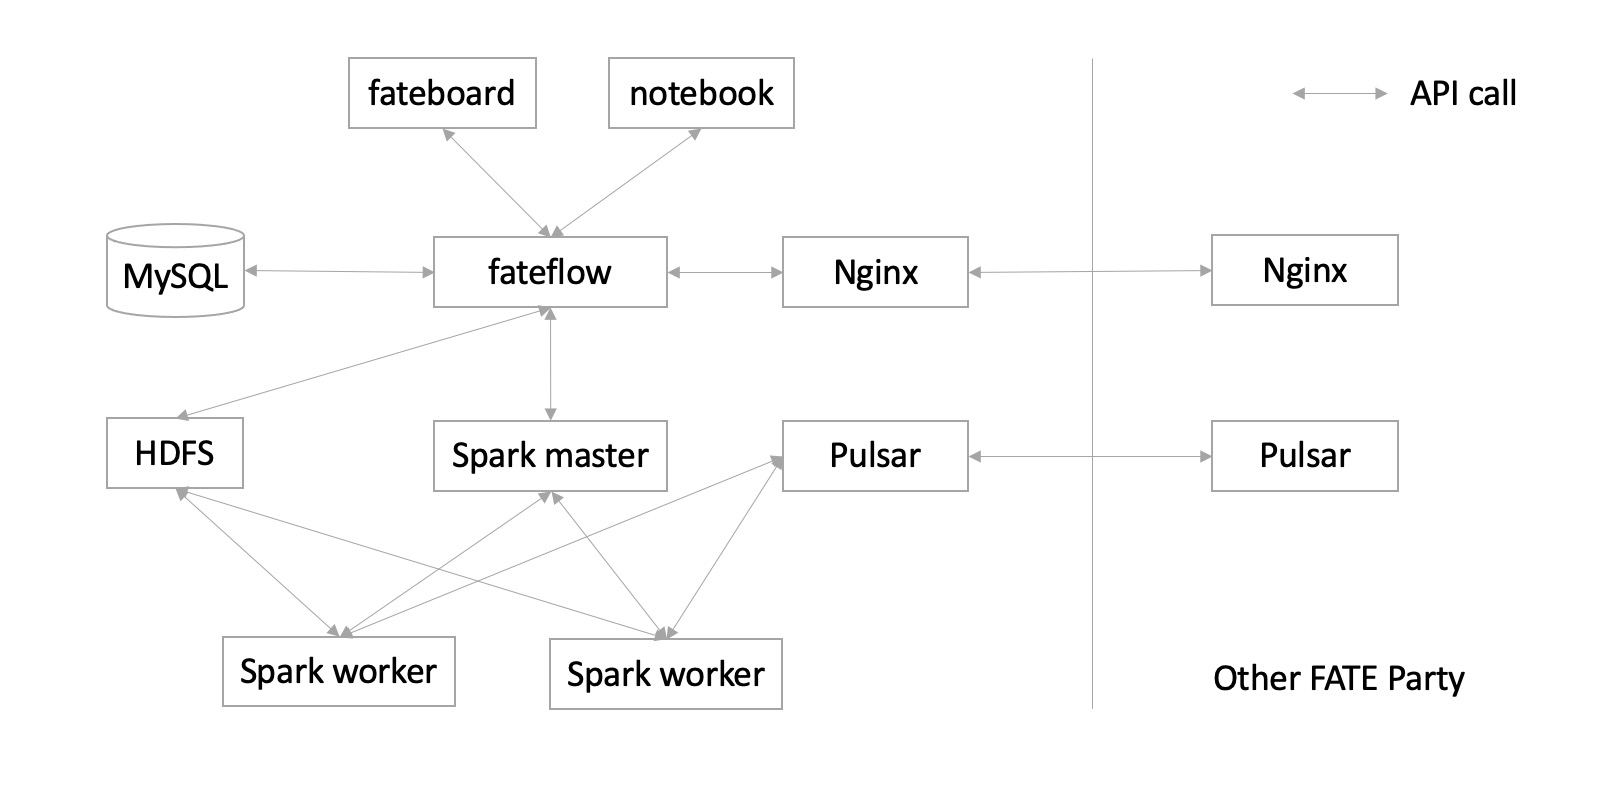 fateboard
notebook
API call
MySQL
fateflow
Nginx
Nginx
HDFS
Spark master
Pulsar
Pulsar
Spark worker
Spark worker
Other FATE Party